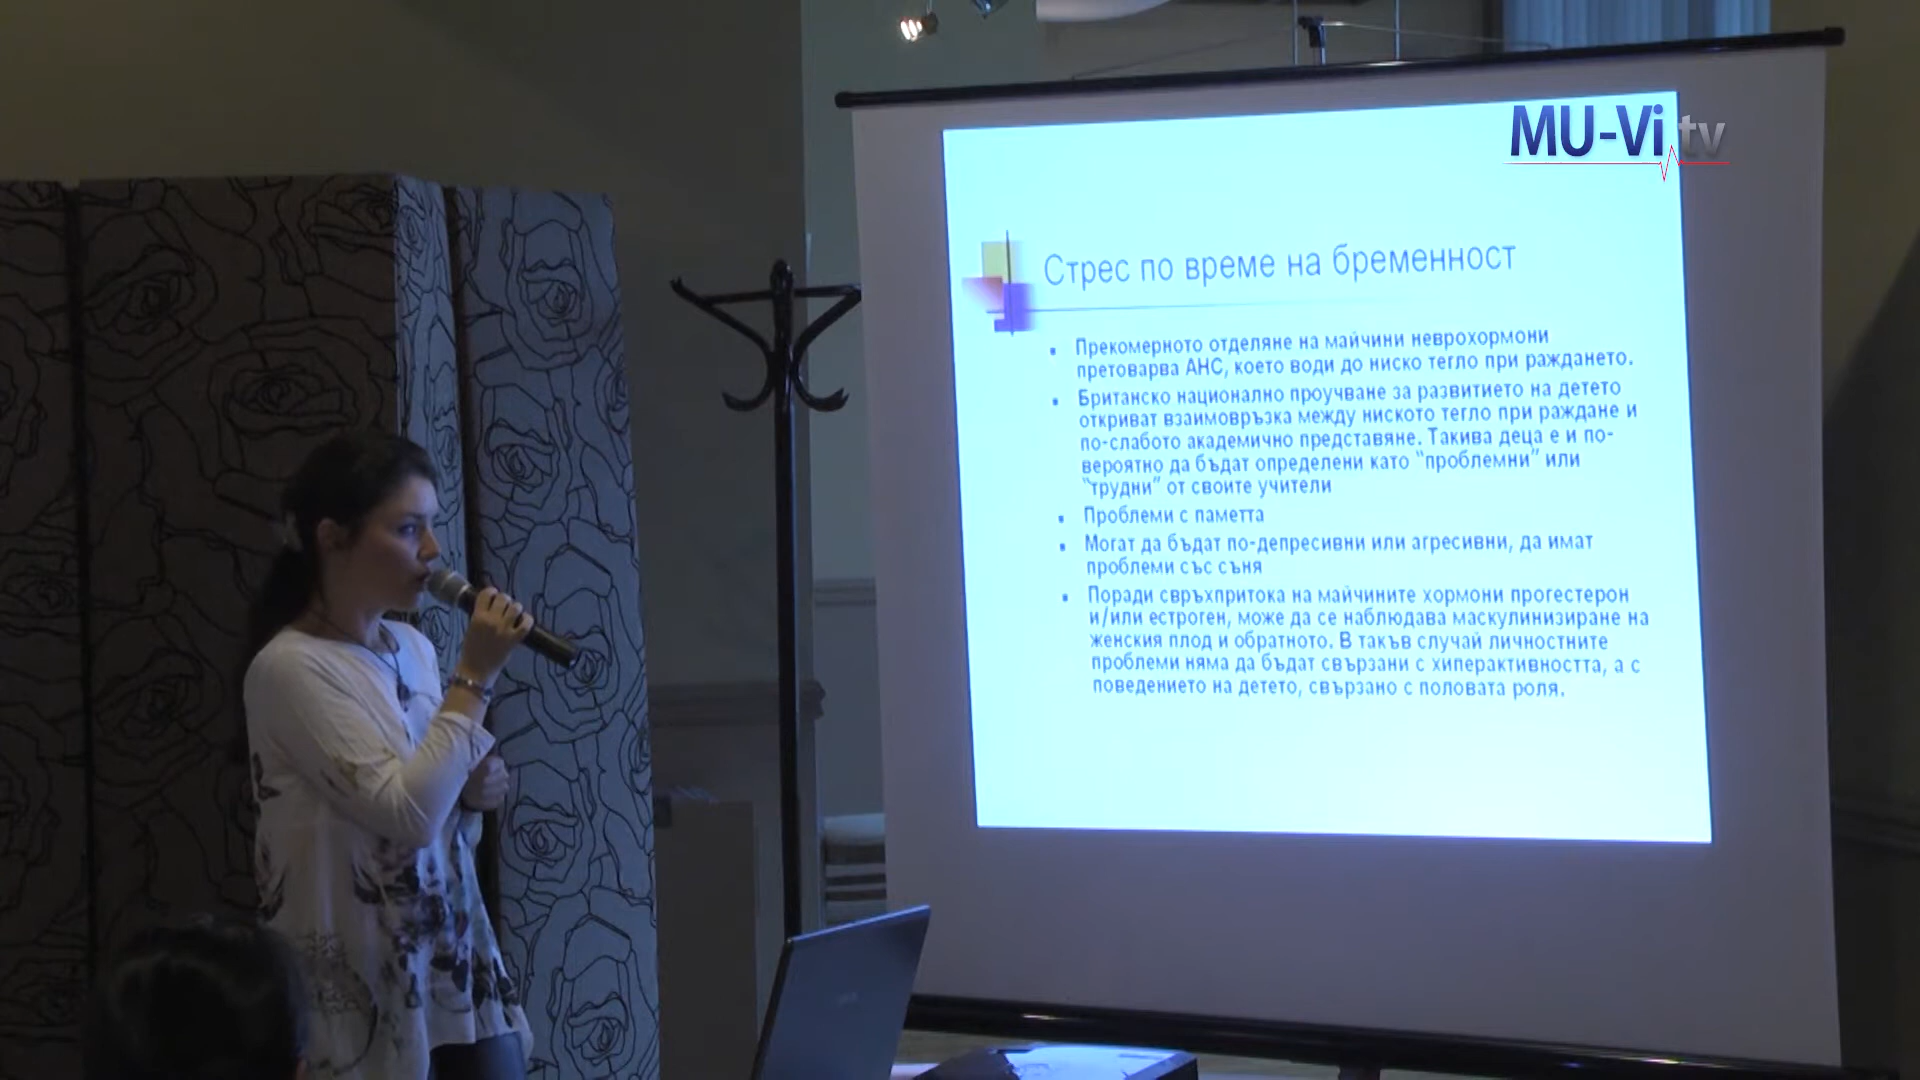 MU-Vi.tv
Стрес по време на бременност
Прекомерното отделяне на майчини неврохормони
претоварва АНС, което води до ниско тегло при раждането.
Британско национално проучване за развитието на детето
откриват взаимовръзка между ниското тегло при раждане и
по-слабото академично представяне. Такива деца е и по-
вероятно да бъдат определени като “проблемни” или
“трудни” от своите учители
Проблеми с паметта
Могат да бъдат по-депресивни или агресивни, да имат
проблеми със съня
Поради свръхпритока на майчините хормони прогестерон
и/или естроген, може да се наблюдава маскулинизиране на
женския плод и обратното. В такъв случай личностните
проблеми няма да бъдат свързани с хиперактивността, а с
поведението на детето, свързано с половата роля.